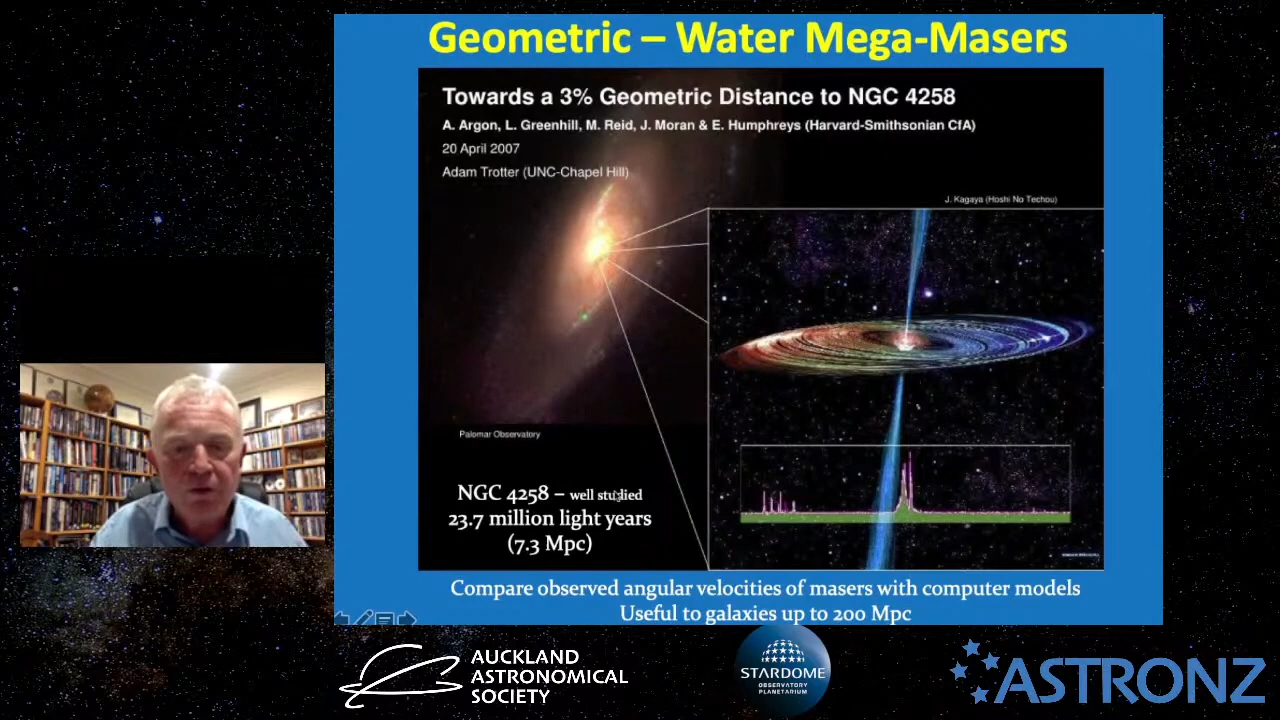 Geometric – Water Mega-Masers
Towards a 3% Geometric Distance to NGC 4258
A. Argon, L. Greenhill, M. Reid, J. Moran & E. Humphreys (Harvard-Smithsonian CfA)
20 April 2007
Adam Trotter (UNC-Chapel Hill)
J. Kagaya (Hoshi No Techou)
Palomar Observatory
NGC 4258 – well studied
23.7 million light years
(7.3 Mpc)
Compare observed angular velocities of masers with computer models
Useful to galaxies up to 200 Mpc
AUCKLAND
ASTRONOMICAL
SOCIETY
STARDOME
OBSERVATORY
PLANETARIUM
ASTRONZ